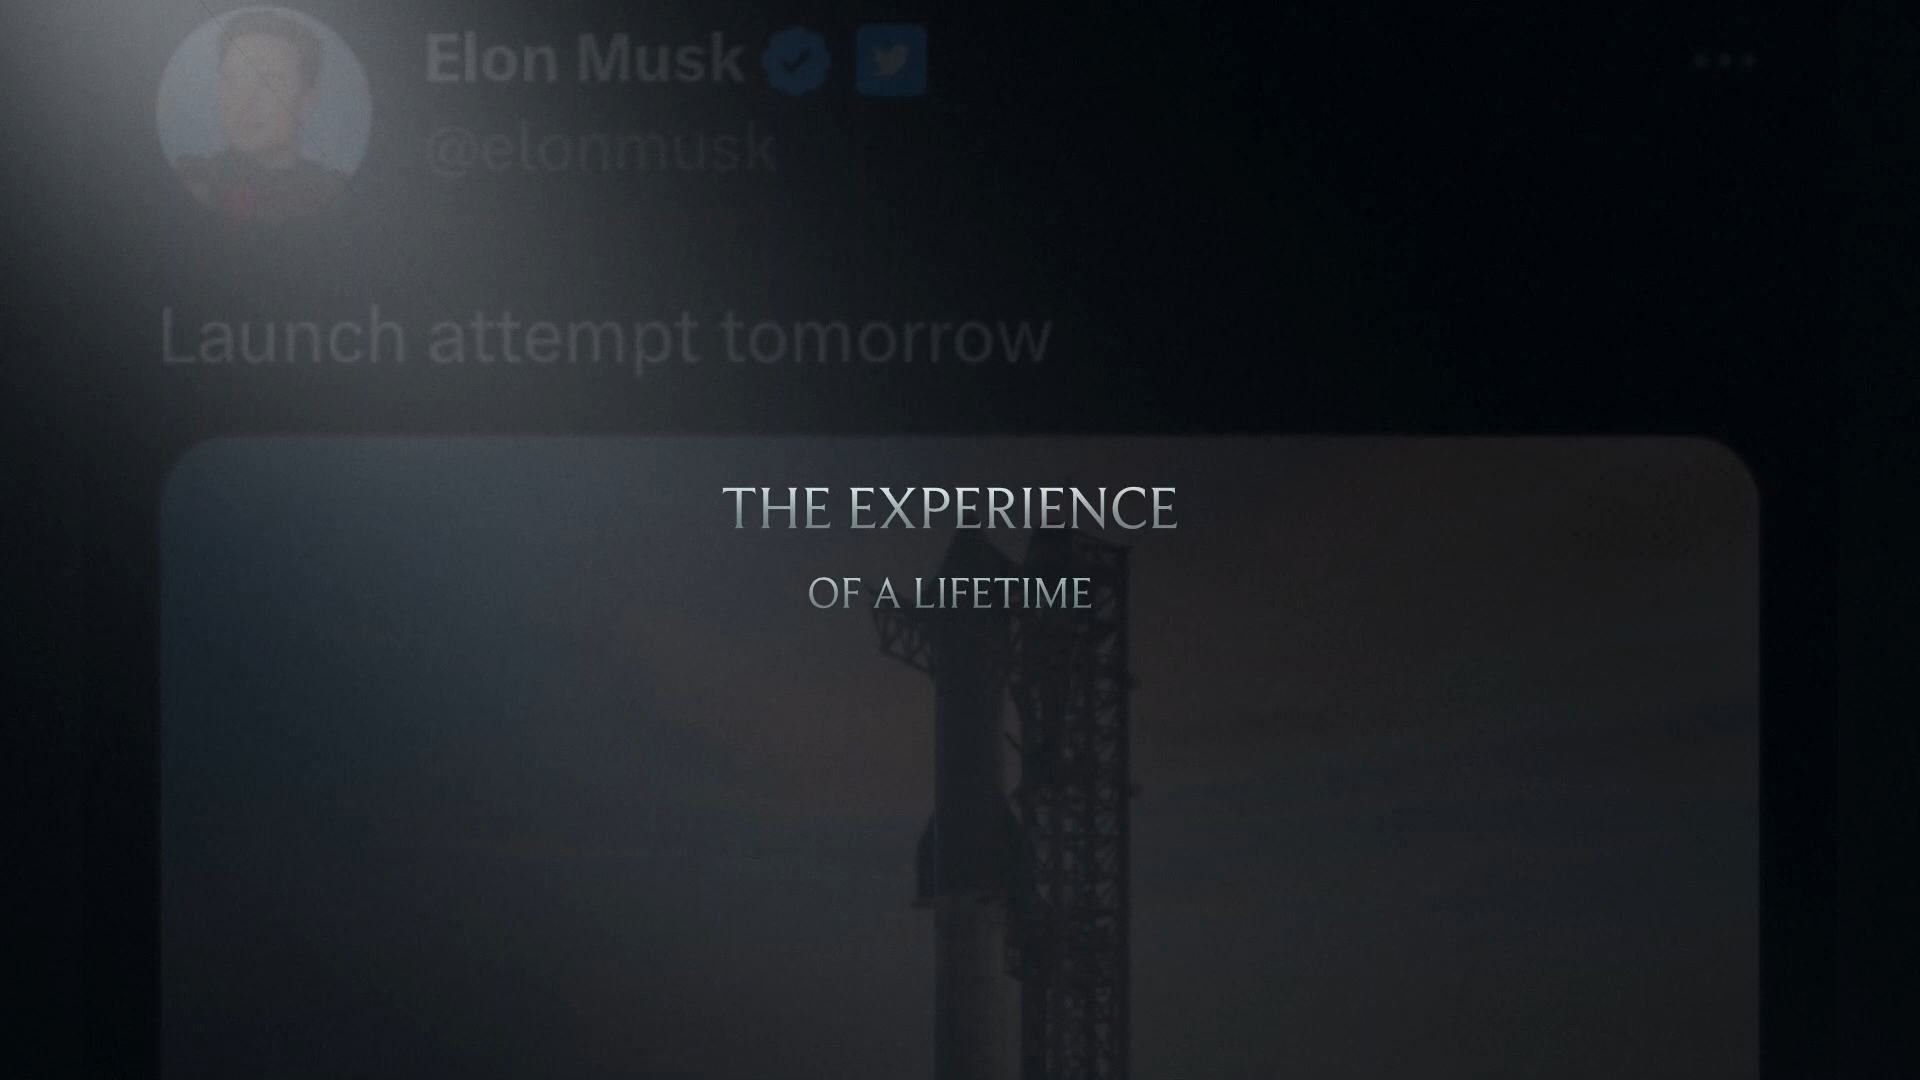 Elon Musk
@elonmusk
Launch attempt tomorrow
THE EXPERIENCE
OF A LIFETIME